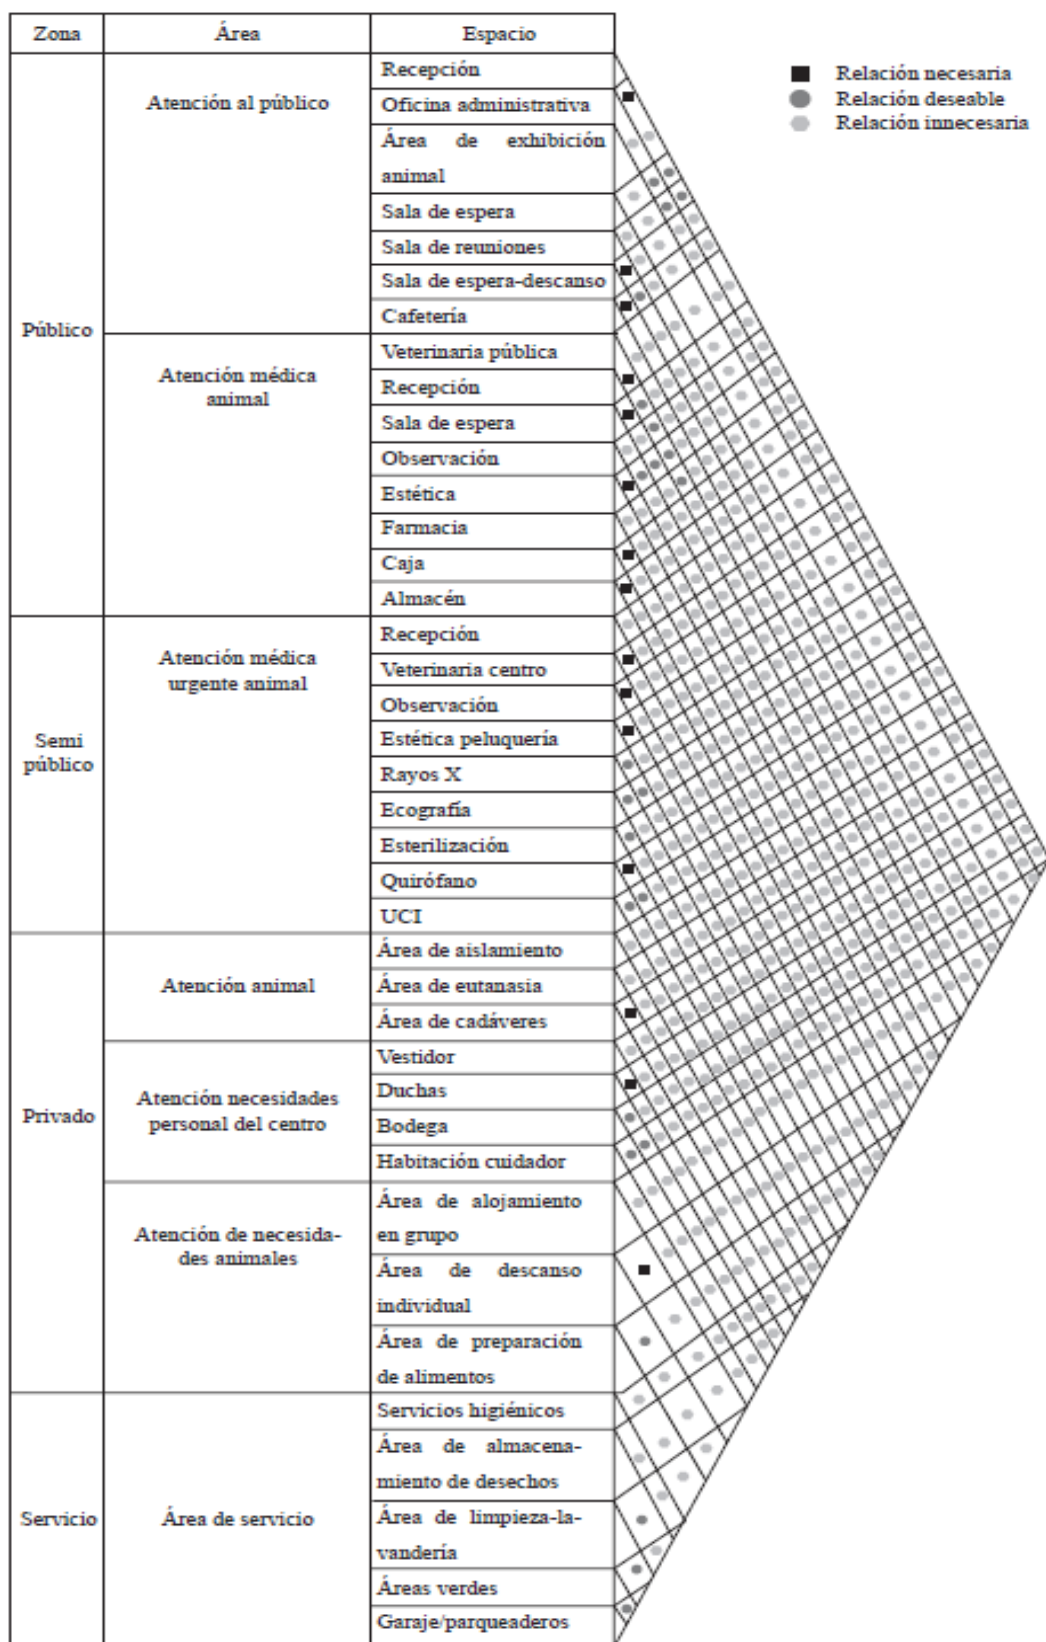 Zona Área Espacio
Relación necesaria
Relación deseable
Relación innecesaria
Público
Atención al público
Recepción
Oficina administrativa
Área de exhibición
animal
Sala de espera
Sala de reuniones
Sala de espera-descanso
Cafetería
Atención médica
animal
Veterinaria pública
Recepción
Sala de espera
Observación
Estética
Farmacia
Caja
Almacén
Semi
público
Atención médica
urgente animal
Recepción
Veterinaria centro
Observación
Estética peluquería
Rayos X
Ecografía
Esterilización
Quirófano
UCI
Privado
Atención animal
Área de aislamiento
Área de eutanasia
Área de cadáveres
Atención necesidades
personal del centro
Vestidor
Duchas
Bodega
Habitación cuidador
Atención de necesida-
des animales
Área de alojamiento
en grupo
Área de descanso
individual
Área de preparación
de alimentos
Servicio
Área de servicio
Servicios higiénicos
Área de almacena-
miento de desechos
Área de limpieza-la-
vandería
Áreas verdes
Garaje/parqueaderos